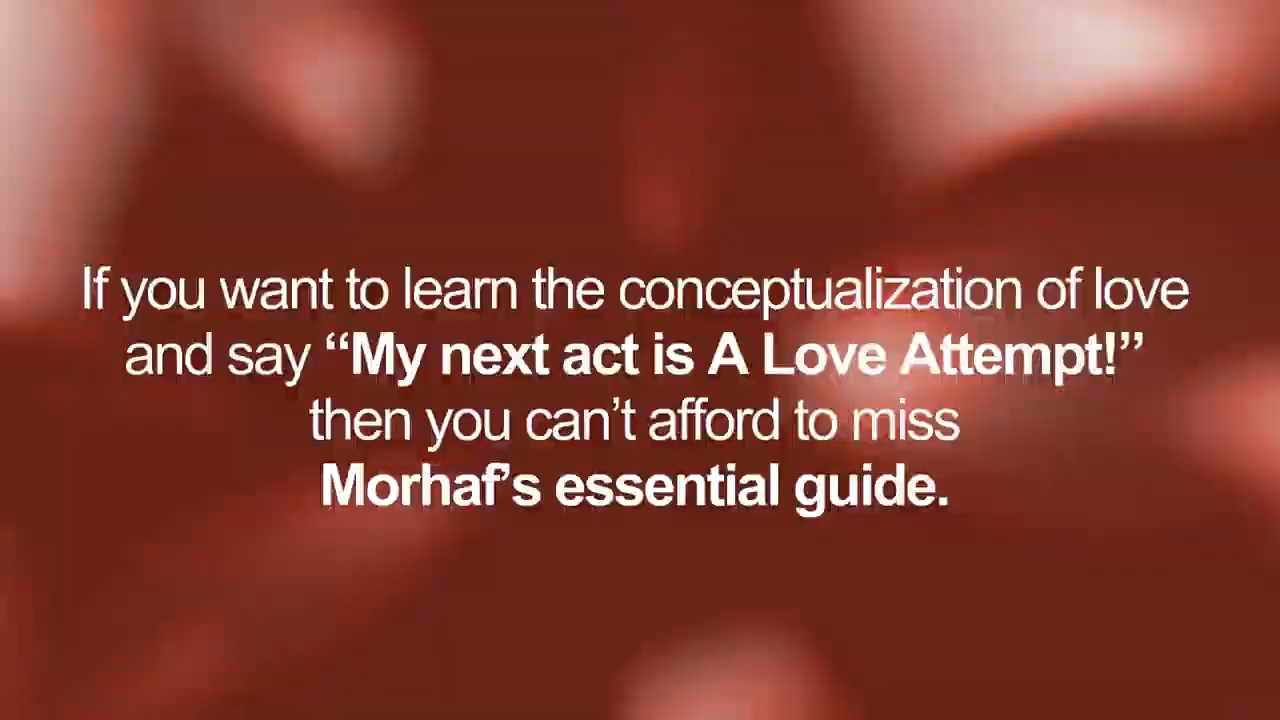 If you want to learn the conceptualization of love
and say “My next act is A Love Attempt!”
then you can’t afford to miss
Morhaf’s essential guide.